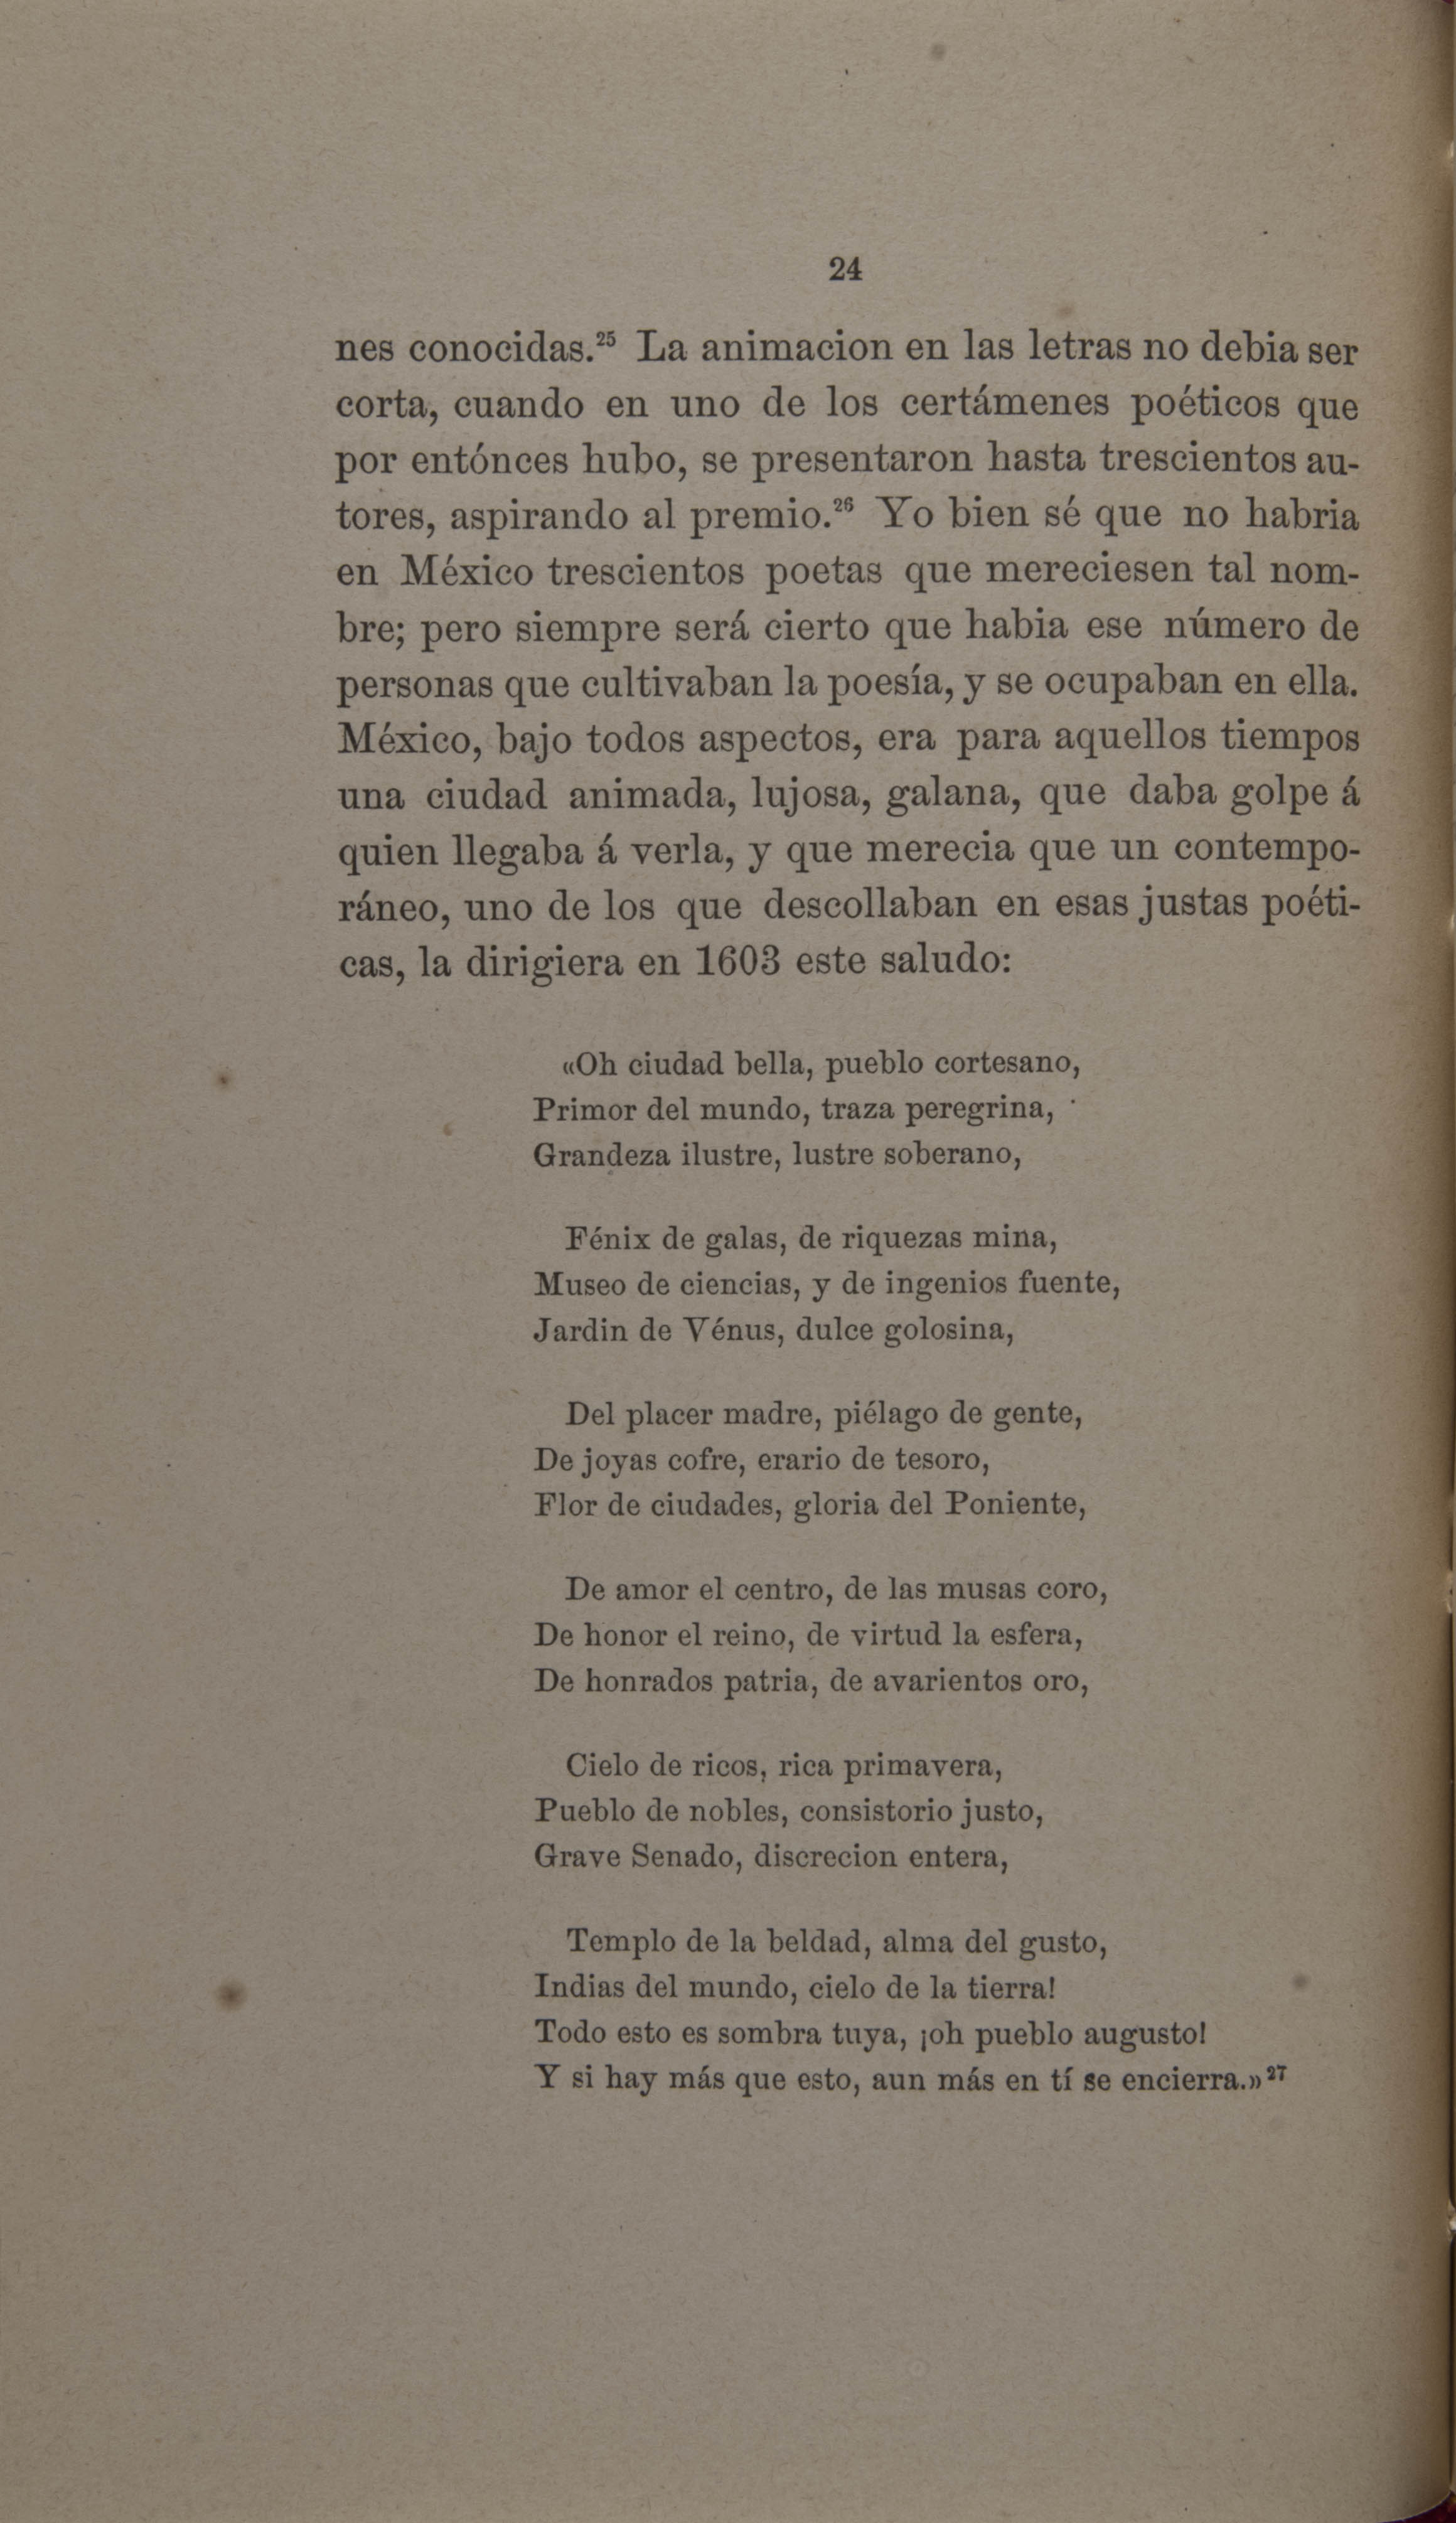 24
nes conocidas.²⁵ La animacion en las letras no debia ser
corta, cuando en uno de los certámenes poéticos que
por entónces hubo, se presentaron hasta trescientos au-
tores, aspirando al premio.²⁶ Yo bien sé que no habria
en México trescientos poetas que mereciesen tal nom-
bre; pero siempre será cierto que habia ese número de
personas que cultivaban la poesía, y se ocupaban en ella.
México, bajo todos aspectos, era para aquellos tiempos
una ciudad animada, lujosa, galana, que daba golpe á
quien llegaba á verla, y que merecia que un contempo-
ráneo, uno de los que descollaban en esas justas poéti-
cas, la dirigiera en 1603 este saludo:
«Oh ciudad bella, pueblo cortesano,
Primor del mundo, traza peregrina,
Grandeza ilustre, lustre soberano,
Fénix de galas, de riquezas mina,
Museo de ciencias, y de ingenios fuente,
Jardin de Vénus, dulce golosina,
Del placer madre, piélago de gente,
De joyas cofre, erario de tesoro,
Flor de ciudades, gloria del Poniente,
De amor el centro, de las musas coro,
De honor el reino, de virtud la esfera,
De honrados patria, de avarientos oro,
Cielo de ricos, rica primavera,
Pueblo de nobles, consistorio justo,
Grave Senado, discrecion entera,
Templo de la beldad, alma del gusto,
Indias del mundo, cielo de la tierra!
Todo esto es sombra tuya, ¡oh pueblo augusto!
Y si hay más que esto, aun más en tí se encierra.»²⁷